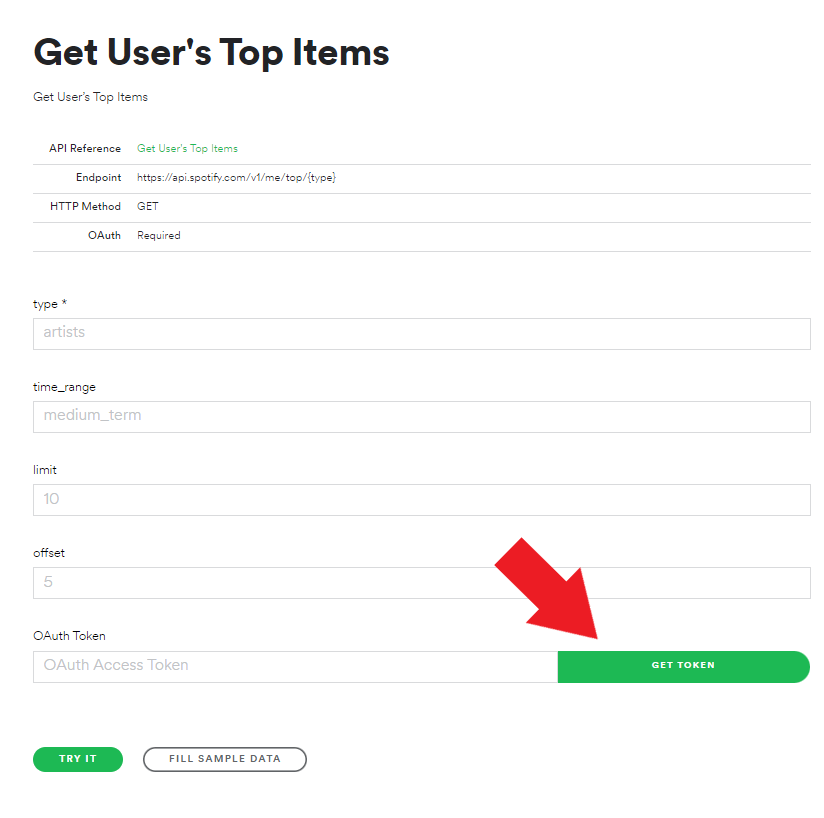 Get User's Top Items
Get User's Top Items
API Reference Get User's Top Items
Endpoint https://api.spotify.com/v1/me/top/{type}
HTTP Method GET
OAuth Required
type *
artists
time_range
medium_term
limit
10
offset
5
OAuth Token
OAuth Access Token GET TOKEN
TRY IT FILL SAMPLE DATA